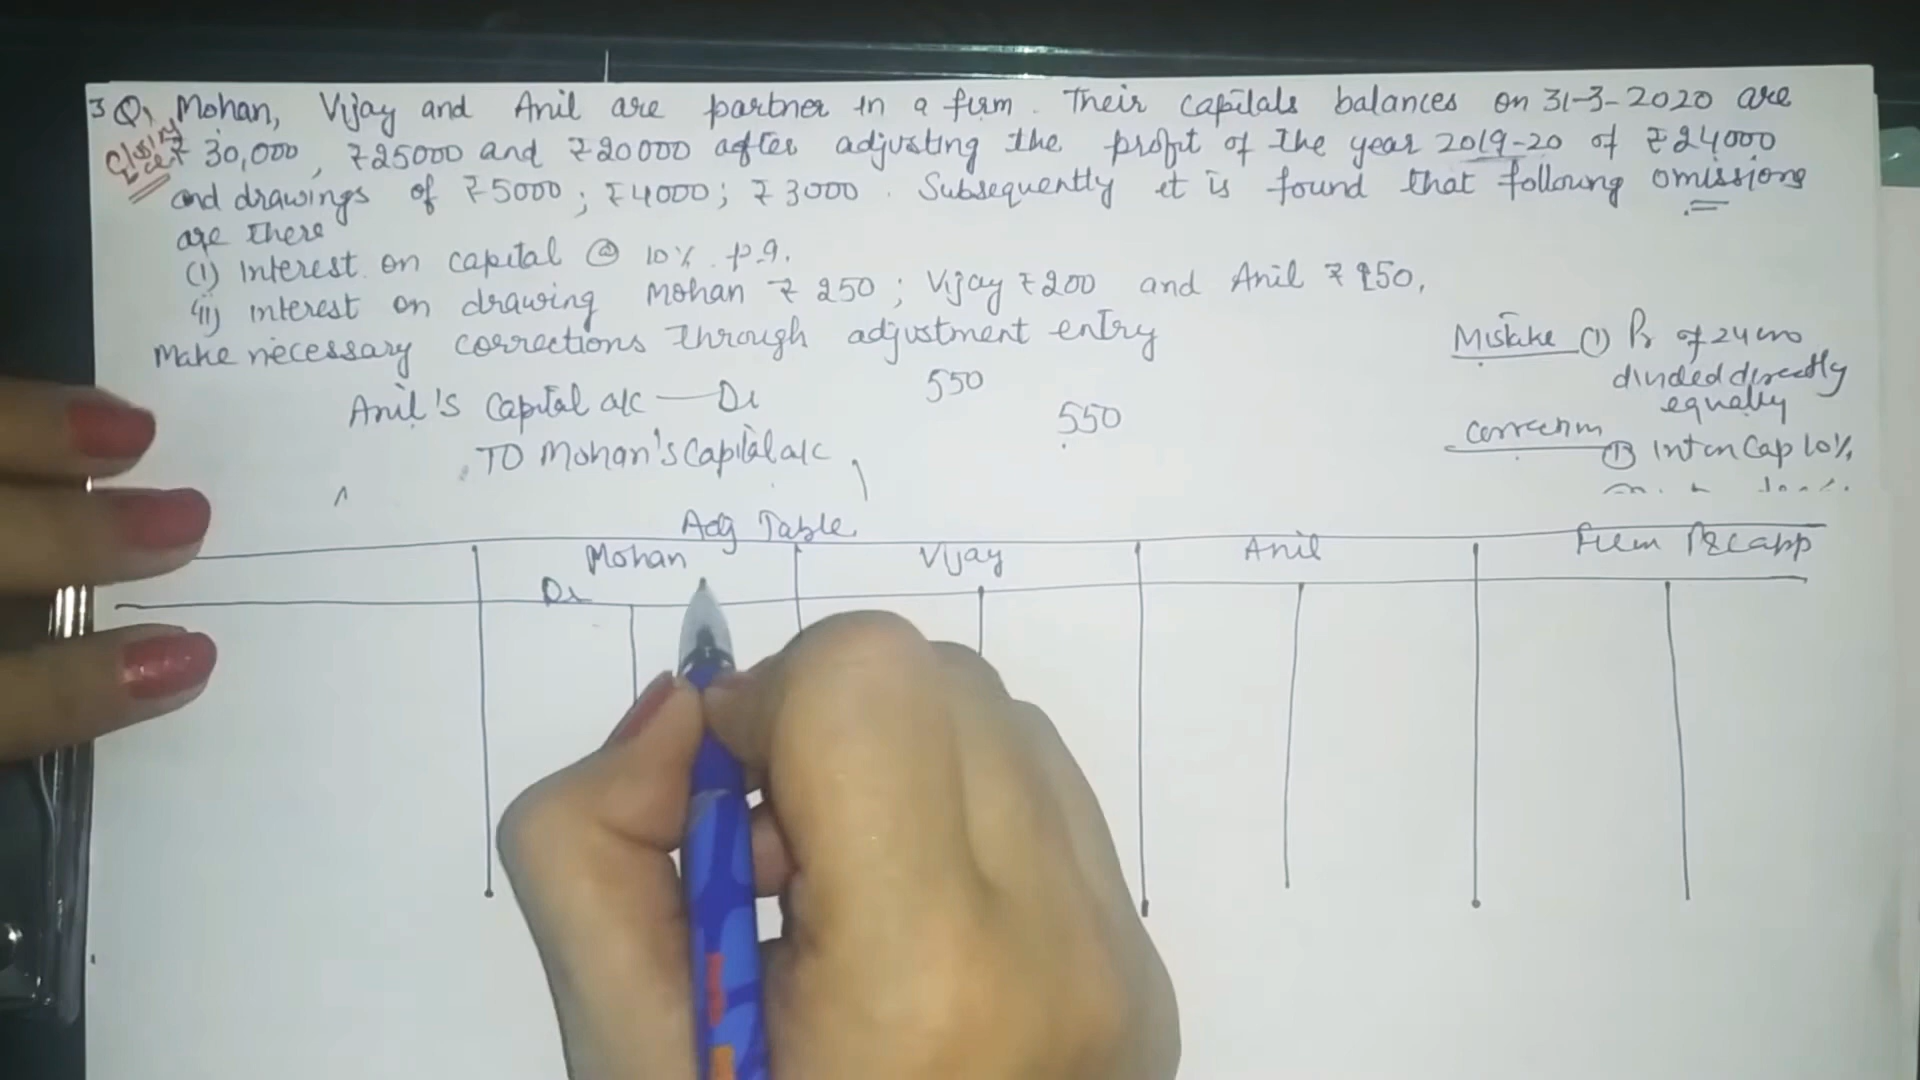 3 Q1 Mohan, Vijay and Anil are partner in a firm. Their capitals balances on 31-3-2020 are
Closing
₹ 30,000, ₹25000 and ₹20000 after adjusting the profit of the year 2019-20 of ₹24000
and drawings of ₹5000; ₹4000; ₹3000. Subsequently it is found that following omissions
are there
(i) Interest on capital @ 10% p.a.
(ii) interest on drawing Mohan ₹ 250; Vijay ₹200 and Anil ₹ 150.
Make necessary corrections through adjustment entry
Anil's Capital a/c — Dr 550
To Mohan's Capital a/c 550
Mistake (1) Pr of 24000
divided directly
equally
Correction
(1) Int on Cap 10%
Adj Table
Mohan Vijay Anil Firm
Dr